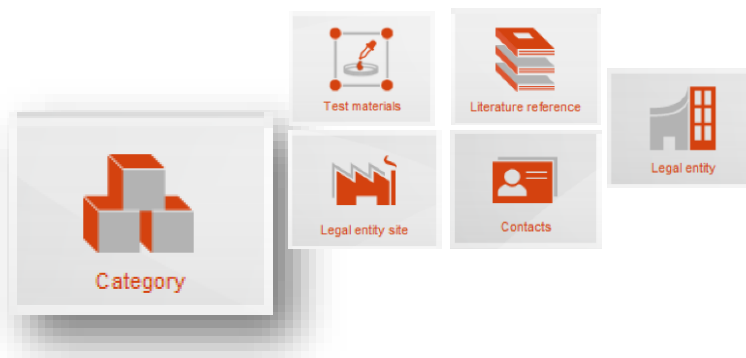 Test materials
Literature reference
Legal entity
Legal entity site
Contacts
Category